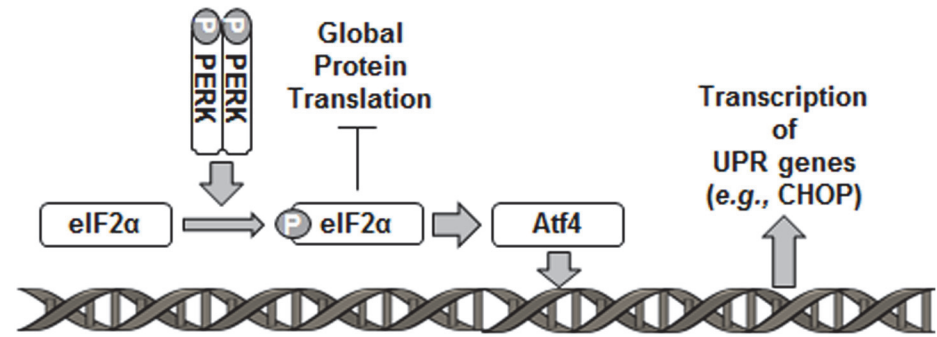 P P
PERK PERK
Global
Protein
Translation
Transcription
of
UPR genes
(e.g., CHOP)
eIF2α
P eIF2α
Atf4